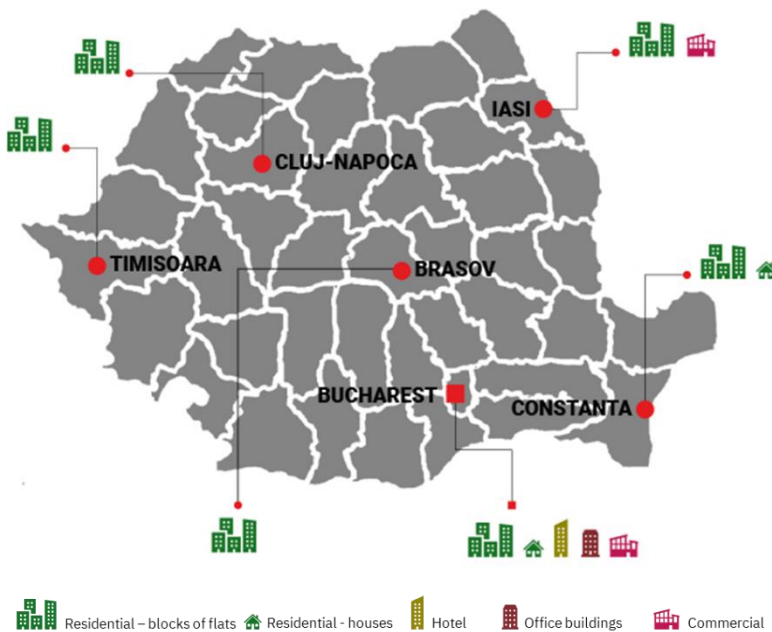 IASI
CLUJ-NAPOCA
TIMISOARA
BRASOV
BUCHAREST
CONSTANTA
Residential – blocks of flats
Residential - houses
Hotel
Office buildings
Commercial